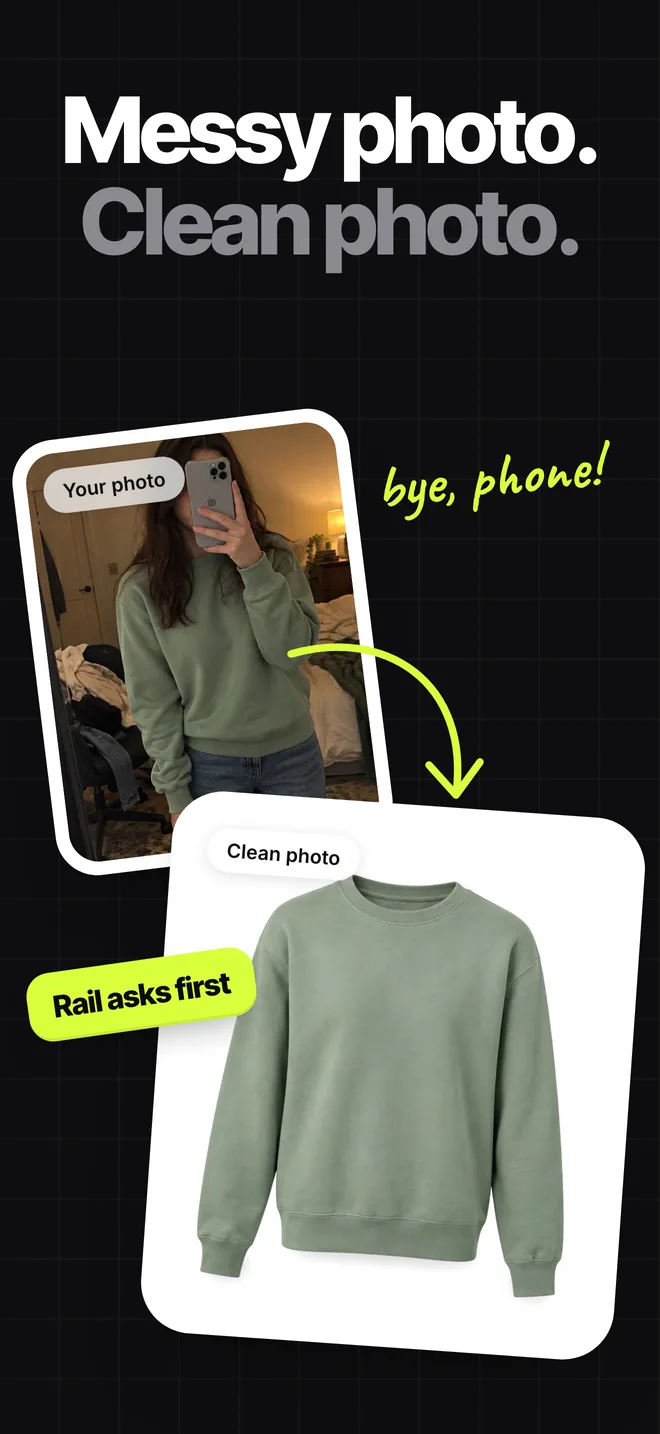 Messy photo.
Clean photo.
Your photo
bye, phone!
Clean photo
Rail asks first